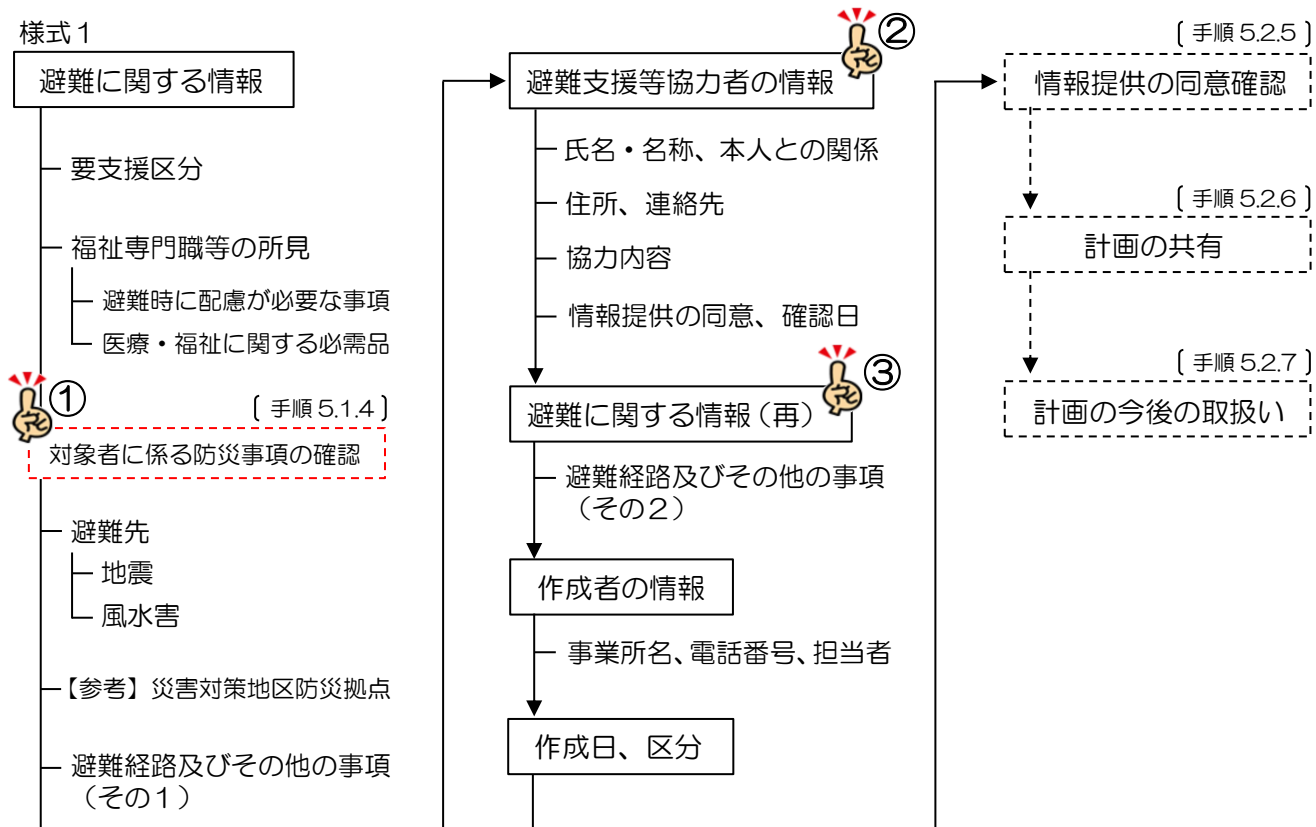 様式1
避難に関する情報
要支援区分
福祉専門職等の所見
避難時に配慮が必要な事項
医療・福祉に関する必需品
①
〔手順 5.1.4〕
対象者に係る防災事項の確認
避難先
地震
風水害
【参考】災害対策地区防災拠点
避難経路及びその他の事項
（その1）
②
避難支援等協力者の情報
氏名・名称、本人との関係
住所、連絡先
協力内容
情報提供の同意、確認日
③
避難に関する情報（再）
避難経路及びその他の事項
（その2）
作成者の情報
事業所名、電話番号、担当者
作成日、区分
〔手順 5.2.5〕
情報提供の同意確認
〔手順 5.2.6〕
計画の共有
〔手順 5.2.7〕
計画の今後の取扱い